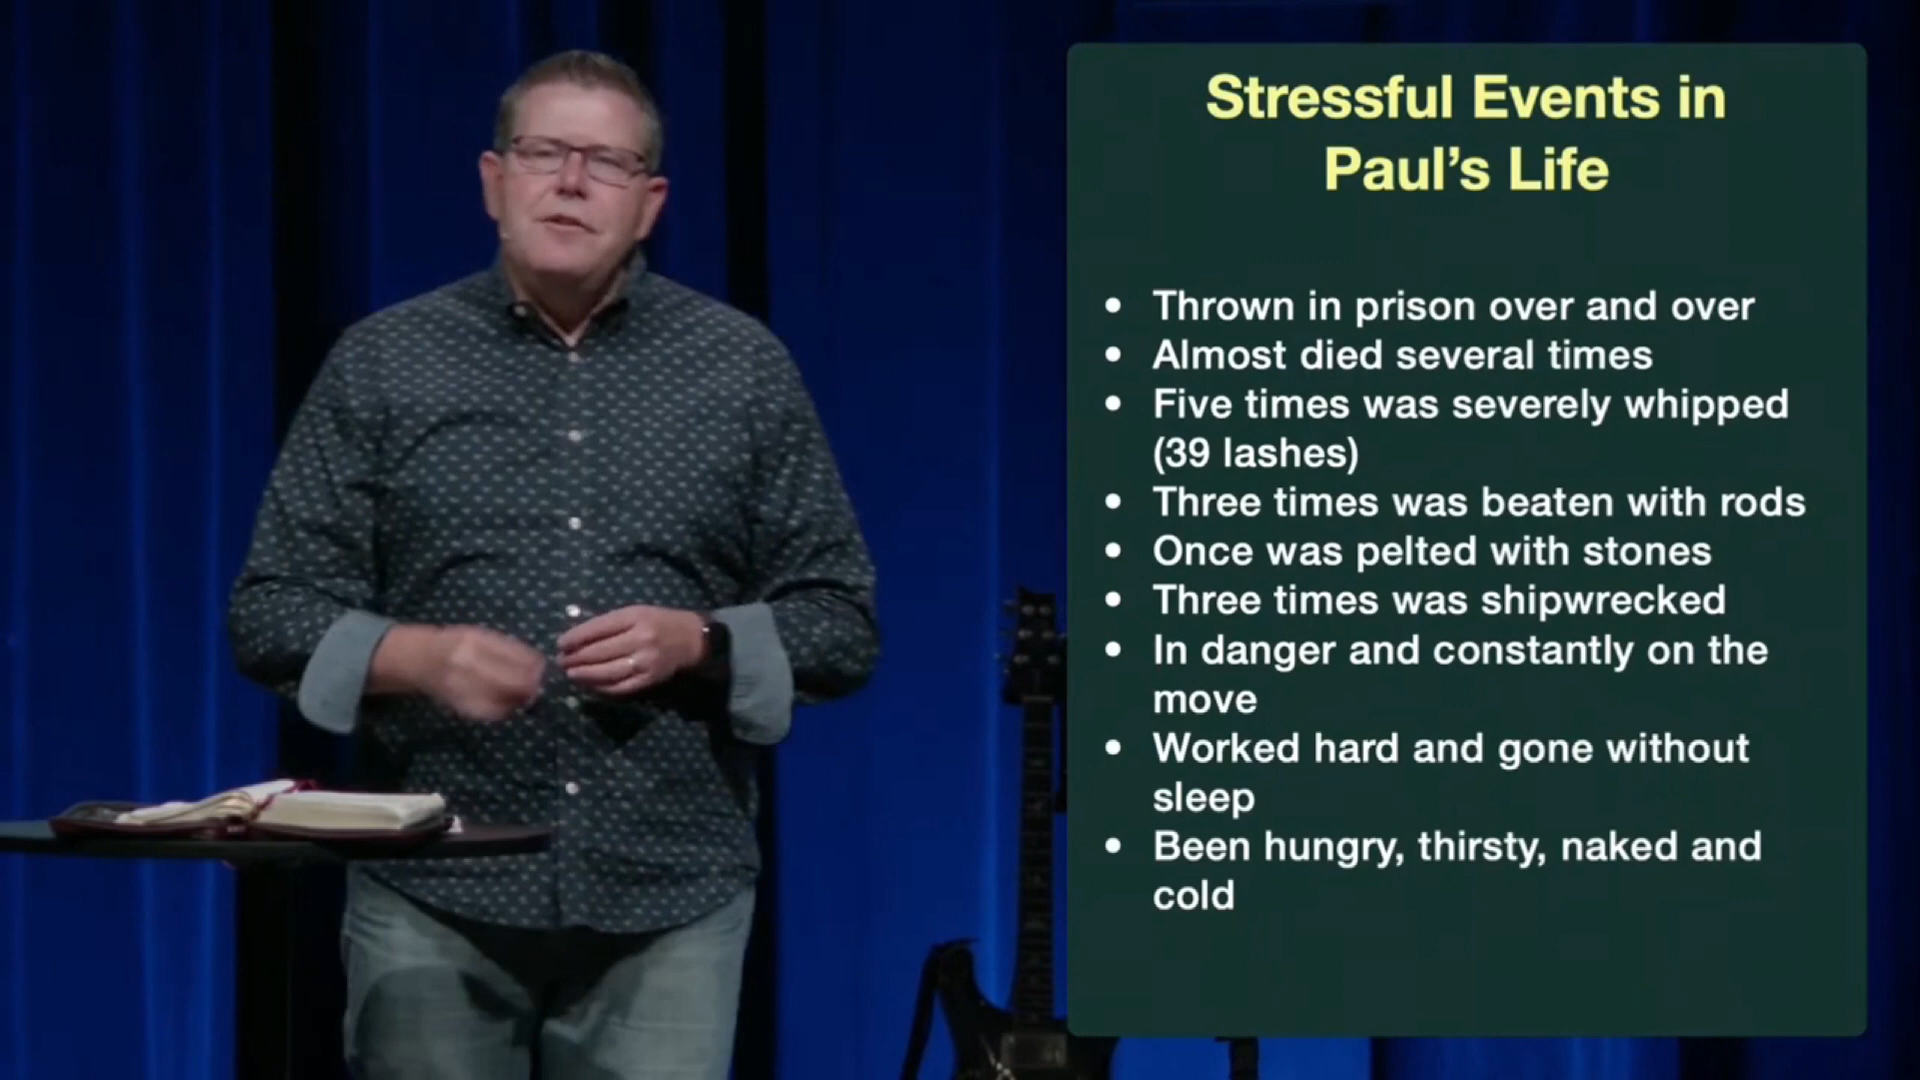 Stressful Events in
Paul’s Life
• Thrown in prison over and over
• Almost died several times
• Five times was severely whipped
(39 lashes)
• Three times was beaten with rods
• Once was pelted with stones
• Three times was shipwrecked
• In danger and constantly on the
move
• Worked hard and gone without
sleep
• Been hungry, thirsty, naked and
cold